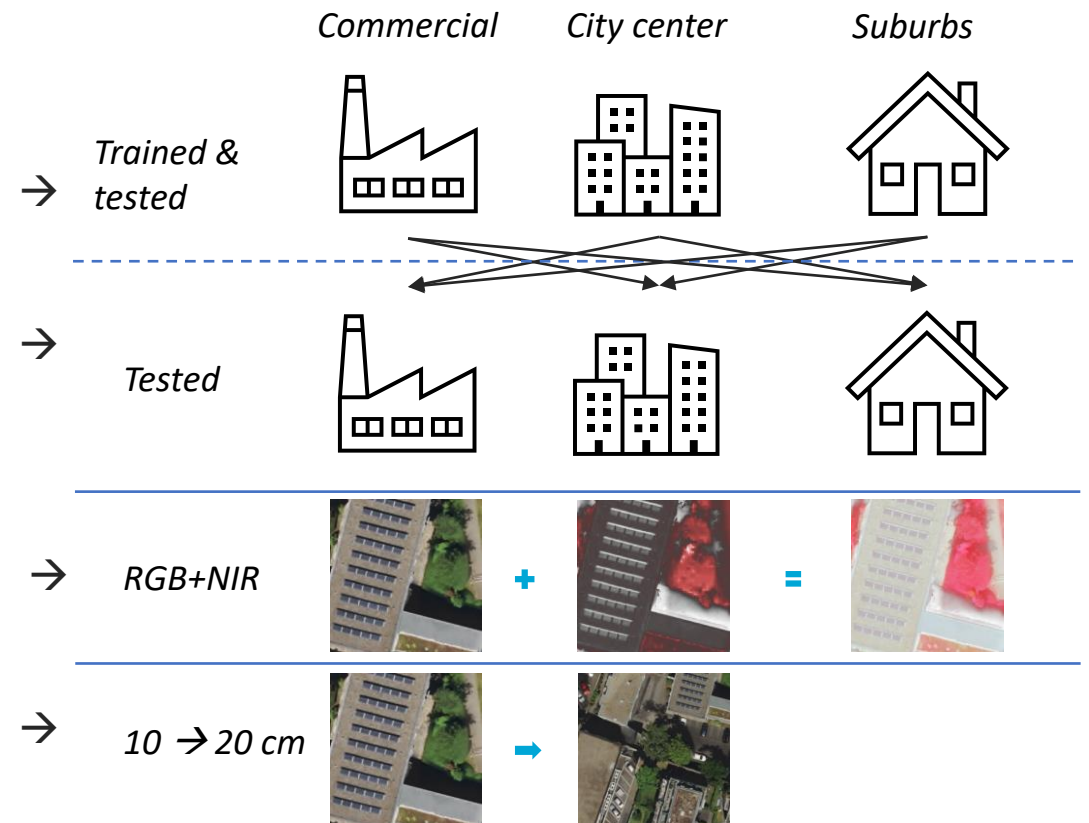 Commercial City center Suburbs
Trained &
tested
Tested
RGB+NIR
10 → 20 cm